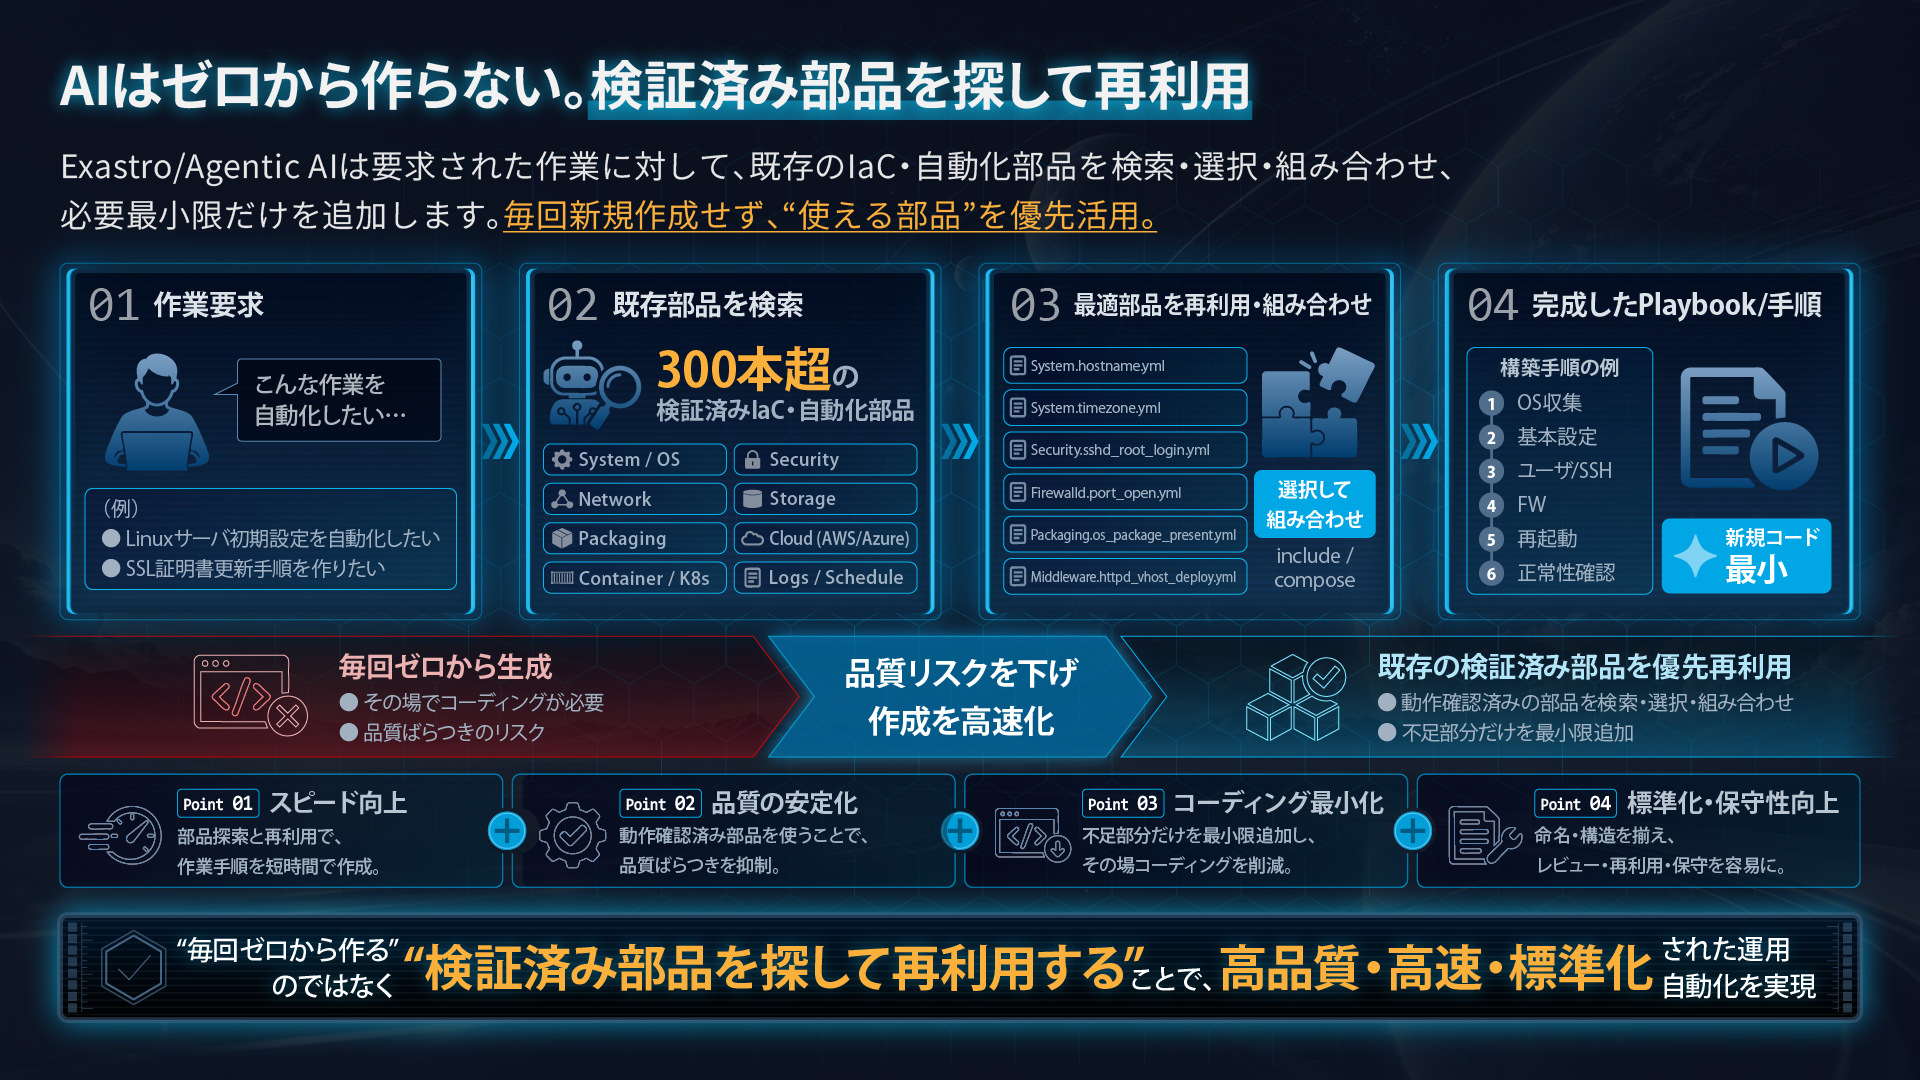 AIはゼロから作らない。検証済み部品を探して再利用
Exastro/Agentic AIは要求された作業に対して、既存のIaC・自動化部品を検索・選択・組み合わせ、
必要最小限だけを追加します。毎回新規作成せず、“使える部品”を優先活用。
01 作業要求
こんな作業を
自動化したい…
（例）
● Linuxサーバ初期設定を自動化したい
● SSL証明書更新手順を作りたい
02 既存部品を検索
300本超の
検証済みIaC・自動化部品
System / OS
Security
Network
Storage
Packaging
Cloud (AWS/Azure)
Container / K8s
Logs / Schedule
03 最適部品を再利用・組み合わせ
System.hostname.yml
System.timezone.yml
Security.sshd_root_login.yml
Firewalld.port_open.yml
Packaging.os_package_present.yml
Middleware.httpd_vhost_deploy.yml
選択して
組み合わせ
include /
compose
04 完成したPlaybook/手順
構築手順の例
1 OS収集
2 基本設定
3 ユーザ/SSH
4 FW
5 再起動
6 正常性確認
新規コード
最小
毎回ゼロから生成
● その場でコーディングが必要
● 品質ばらつきのリスク
品質リスクを下げ
作成を高速化
既存の検証済み部品を優先再利用
● 動作確認済みの部品を検索・選択・組み合わせ
● 不足部分だけを最小限追加
Point 01 スピード向上
部品探索と再利用で、
作業手順を短時間で作成。
Point 02 品質の安定化
動作確認済み部品を使うことで、
品質ばらつきを抑制。
Point 03 コーディング最小化
不足部分だけを最小限追加し、
その場コーディングを削減。
Point 04 標準化・保守性向上
命名・構造を揃え、
レビュー・再利用・保守を容易に。
“毎回ゼロから作る”
のではなく
“検証済み部品を探して再利用する”ことで、高品質・高速・標準化
された運用
自動化を実現